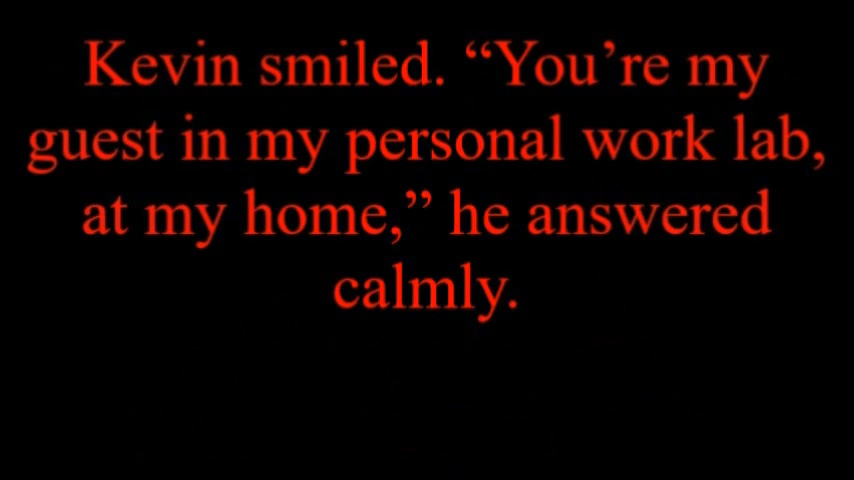 Kevin smiled. “You’re my
guest in my personal work lab,
at my home,” he answered
calmly.